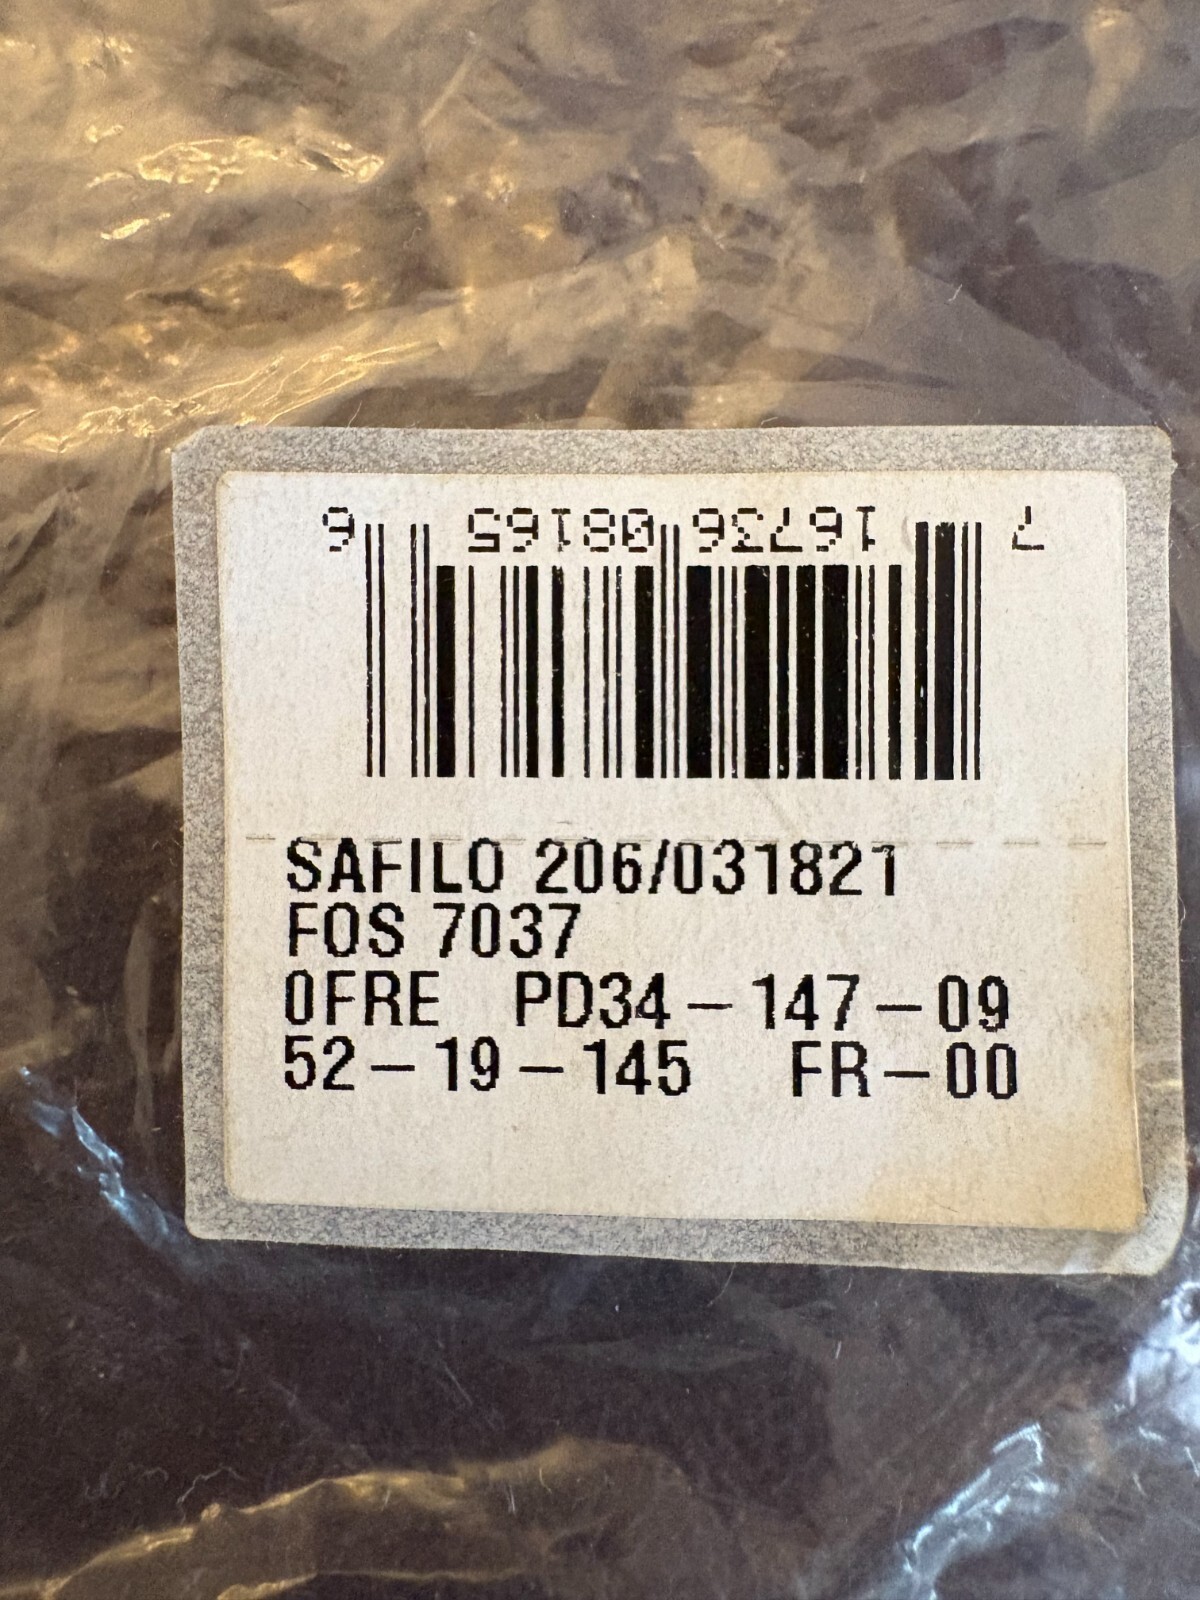 7 16736 08165 6
SAFILO 206/031821
FOS 7037
0FRE PD34-147-09
52-19-145 FR-00